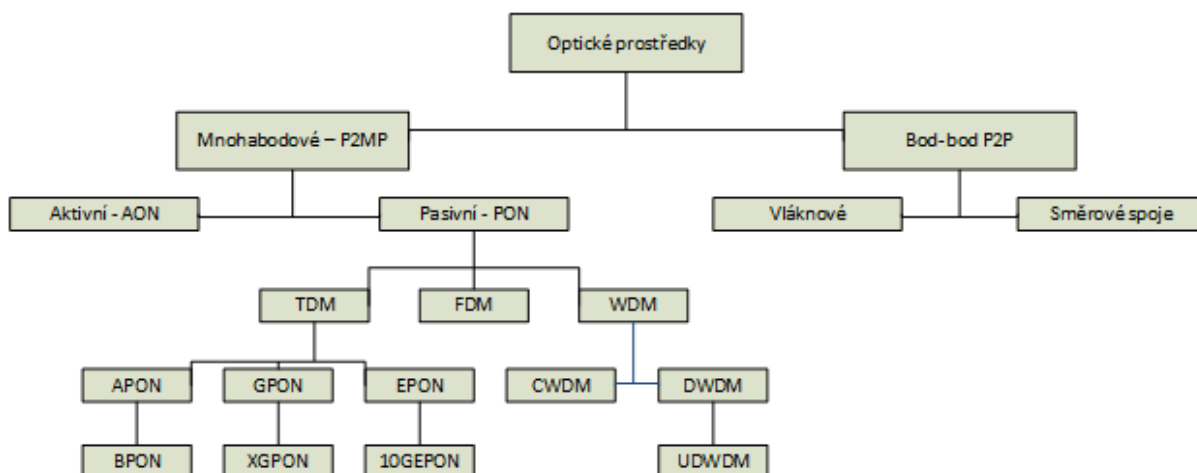 Optické prostředky
Mnohabodové – P2MP
Bod-bod P2P
Aktivní - AON
Pasivní - PON
Vláknové
Směrové spoje
TDM
FDM
WDM
APON
GPON
EPON
CWDM
DWDM
BPON
XGPON
10GEPON
UDWDM